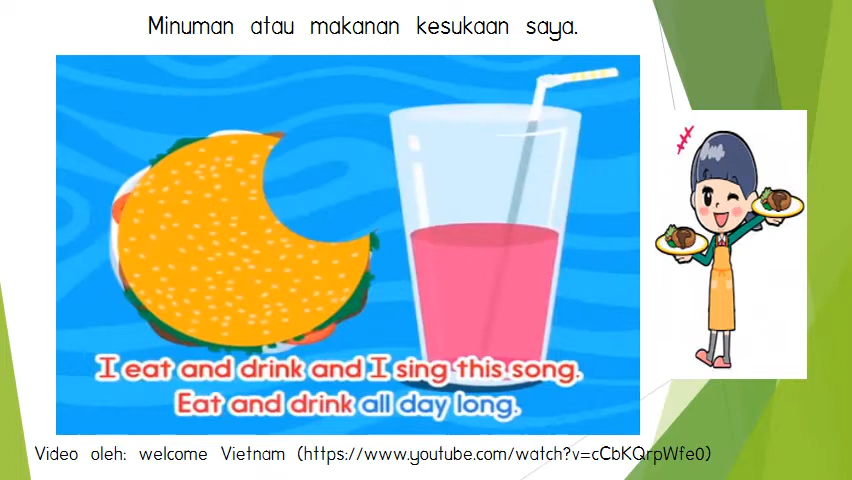 Minuman atau makanan kesukaan saya.
I eat and drink and I sing this song.
Eat and drink all day long.
Video oleh: welcome Vietnam (https://www.youtube.com/watch?v=cCbKQrpWfe0)